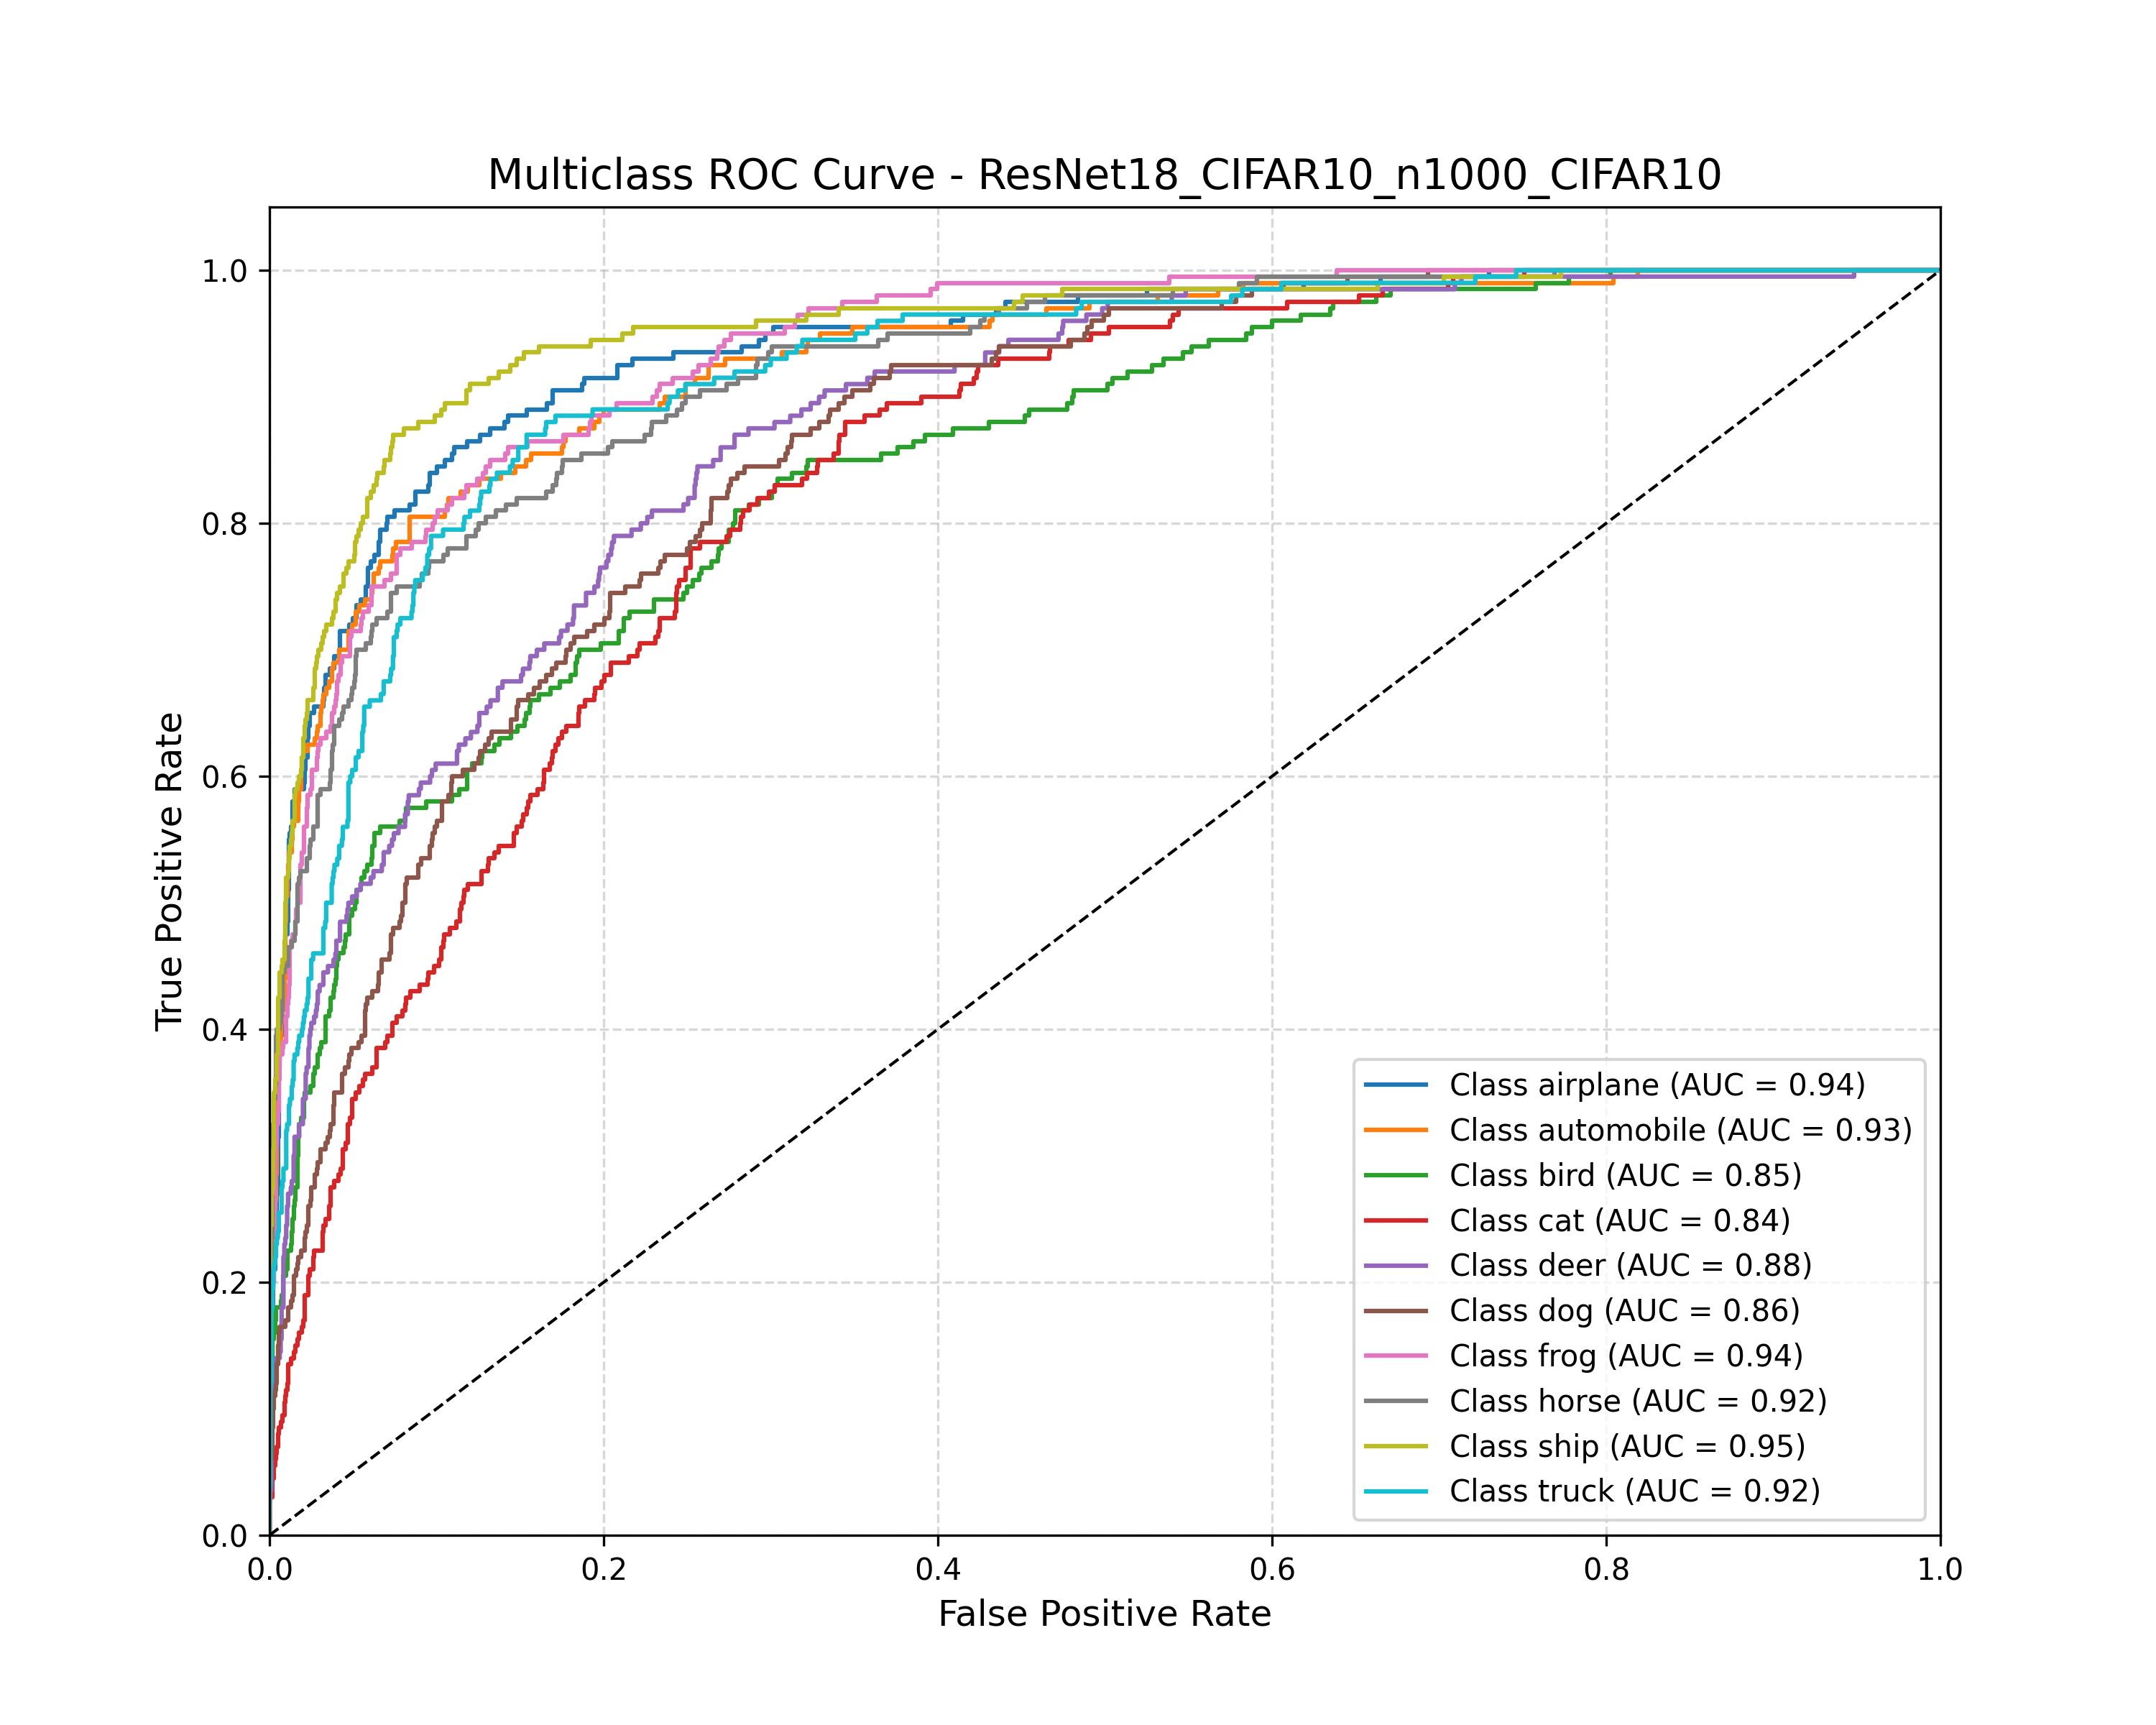 Multiclass ROC Curve - ResNet18_CIFAR10_n1000_CIFAR10
True Positive Rate
1.0
0.8
0.6
0.4
0.2
0.0
Class airplane (AUC = 0.94)
Class automobile (AUC = 0.93)
Class bird (AUC = 0.85)
Class cat (AUC = 0.84)
Class deer (AUC = 0.88)
Class dog (AUC = 0.86)
Class frog (AUC = 0.94)
Class horse (AUC = 0.92)
Class ship (AUC = 0.95)
Class truck (AUC = 0.92)
0.0 0.2 0.4 0.6 0.8 1.0
False Positive Rate